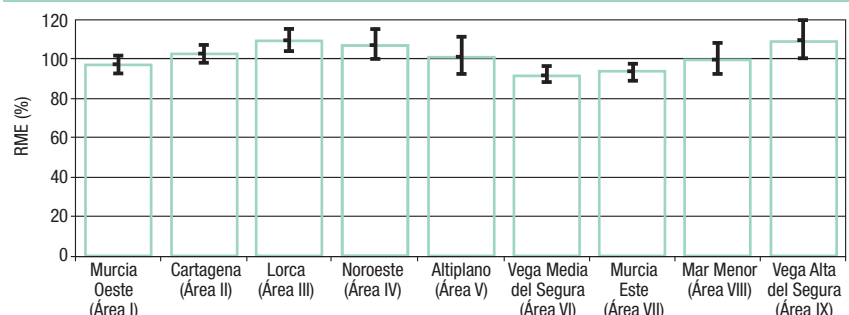 120
100
80
60
40
20
0
RME (%)
Murcia Oeste (Área I)
Cartagena (Área II)
Lorca (Área III)
Noroeste (Área IV)
Altiplano (Área V)
Vega Media del Segura (Área VI)
Murcia Este (Área VII)
Mar Menor (Área VIII)
Vega Alta del Segura (Área IX)